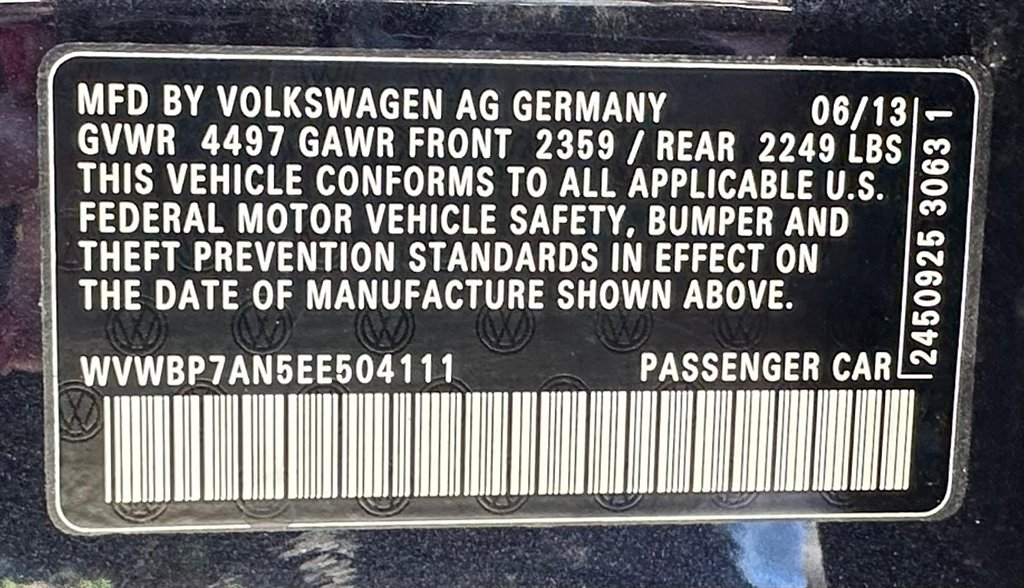 MFD BY VOLKSWAGEN AG GERMANY 06/13
GVWR 4497 GAWR FRONT 2359 / REAR 2249 LBS
THIS VEHICLE CONFORMS TO ALL APPLICABLE U.S.
FEDERAL MOTOR VEHICLE SAFETY, BUMPER AND
THEFT PREVENTION STANDARDS IN EFFECT ON
THE DATE OF MANUFACTURE SHOWN ABOVE.
WVWBP7AN5EE504111 PASSENGER CAR
2450925 3063 1